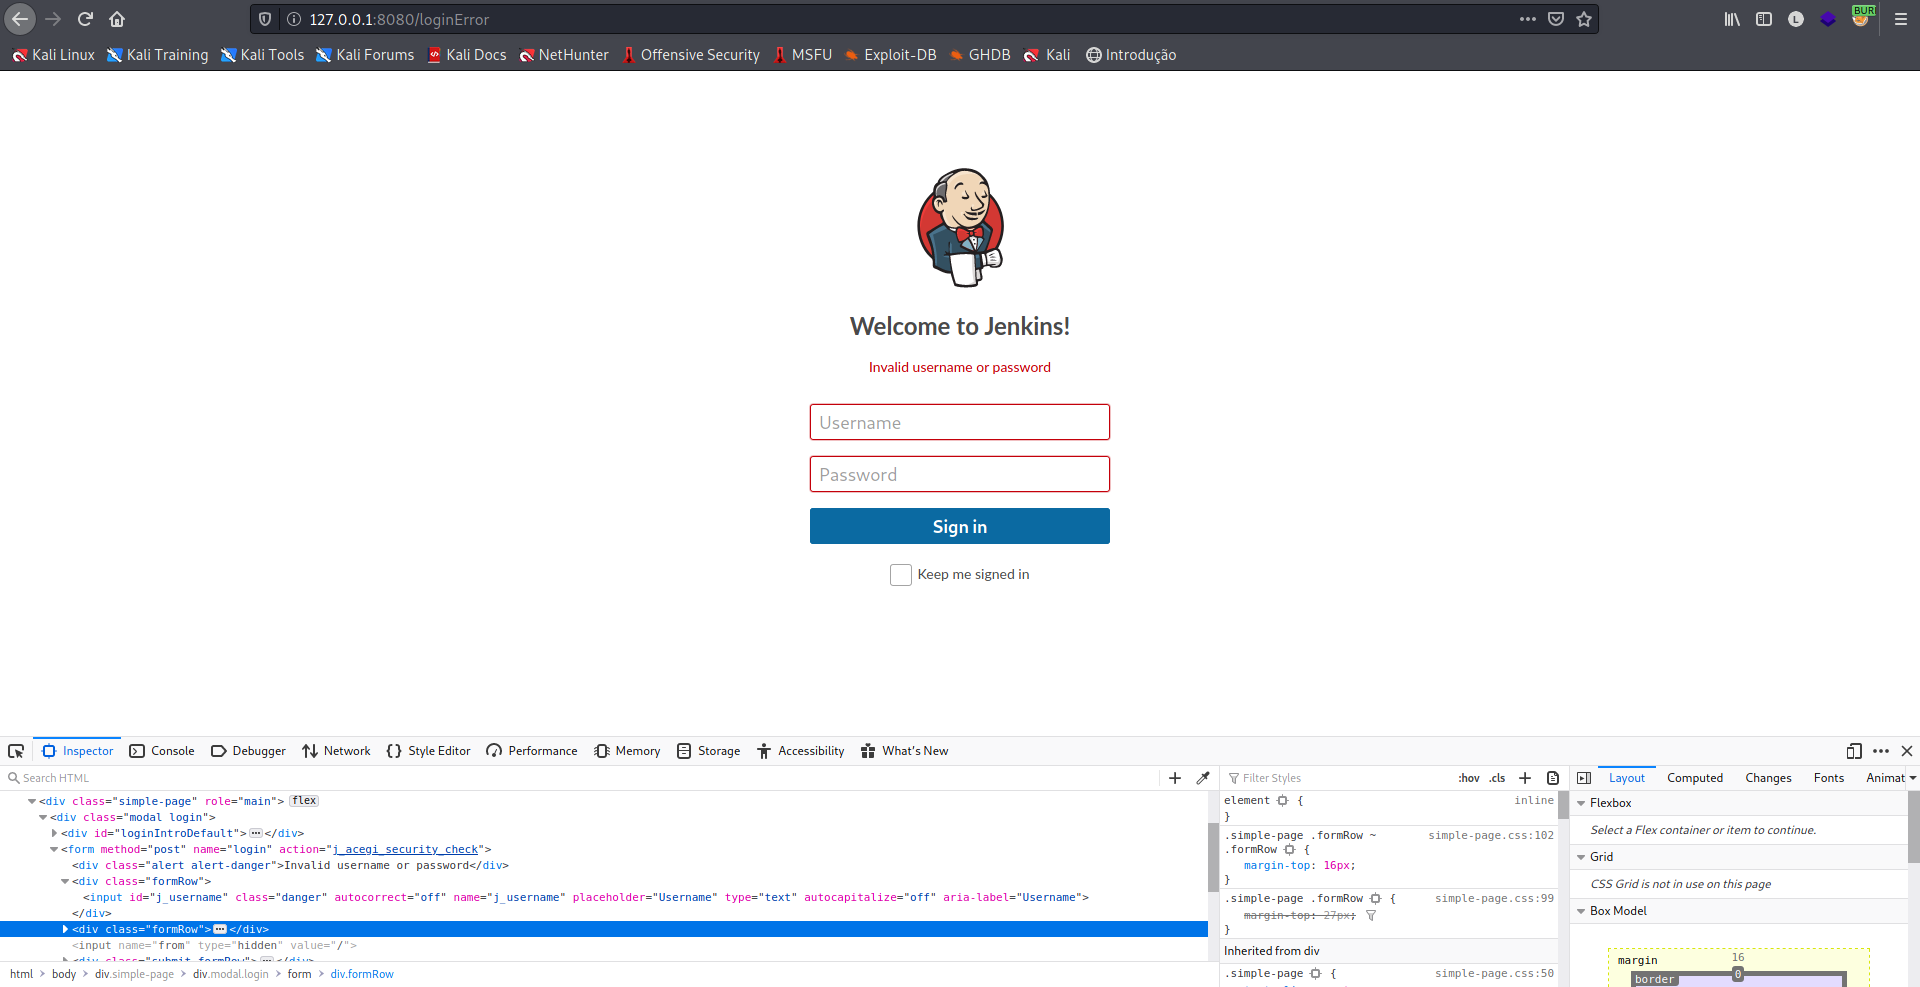 127.0.0.1:8080/loginError
L
BUR
Kali Linux Kali Training Kali Tools Kali Forums Kali Docs NetHunter Offensive Security MSFU Exploit-DB GHDB Kali Introdução
Welcome to Jenkins!
Invalid username or password
Username
Password
Sign in
Keep me signed in
Inspector Console Debugger Network Style Editor Performance Memory Storage Accessibility What's New
Search HTML
<div class="simple-page" role="main"> flex
<div class="modal login">
<div id="loginIntroDefault"></div>
<form method="post" name="login" action="j_acegi_security_check">
<div class="alert alert-danger">Invalid username or password</div>
<div class="formRow">
<input id="j_username" class="danger" autocorrect="off" name="j_username" placeholder="Username" type="text" autocapitalize="off" aria-label="Username">
</div>
<div class="formRow"></div>
<input name="from" type="hidden" value="/">
<div class="submit formRow"></div>
html body div.simple-page div.modal.login form div.formRow
Filter Styles :hov .cls
element { inline
}
.simple-page .formRow ~ simple-page.css:102
.formRow {
margin-top: 16px;
}
.simple-page .formRow { simple-page.css:99
margin-top: 27px;
}
Inherited from div
.simple-page { simple-page.css:50
Layout Computed Changes Fonts Animat
Flexbox
Select a Flex container or item to continue.
Grid
CSS Grid is not in use on this page
Box Model
margin 16
border 0